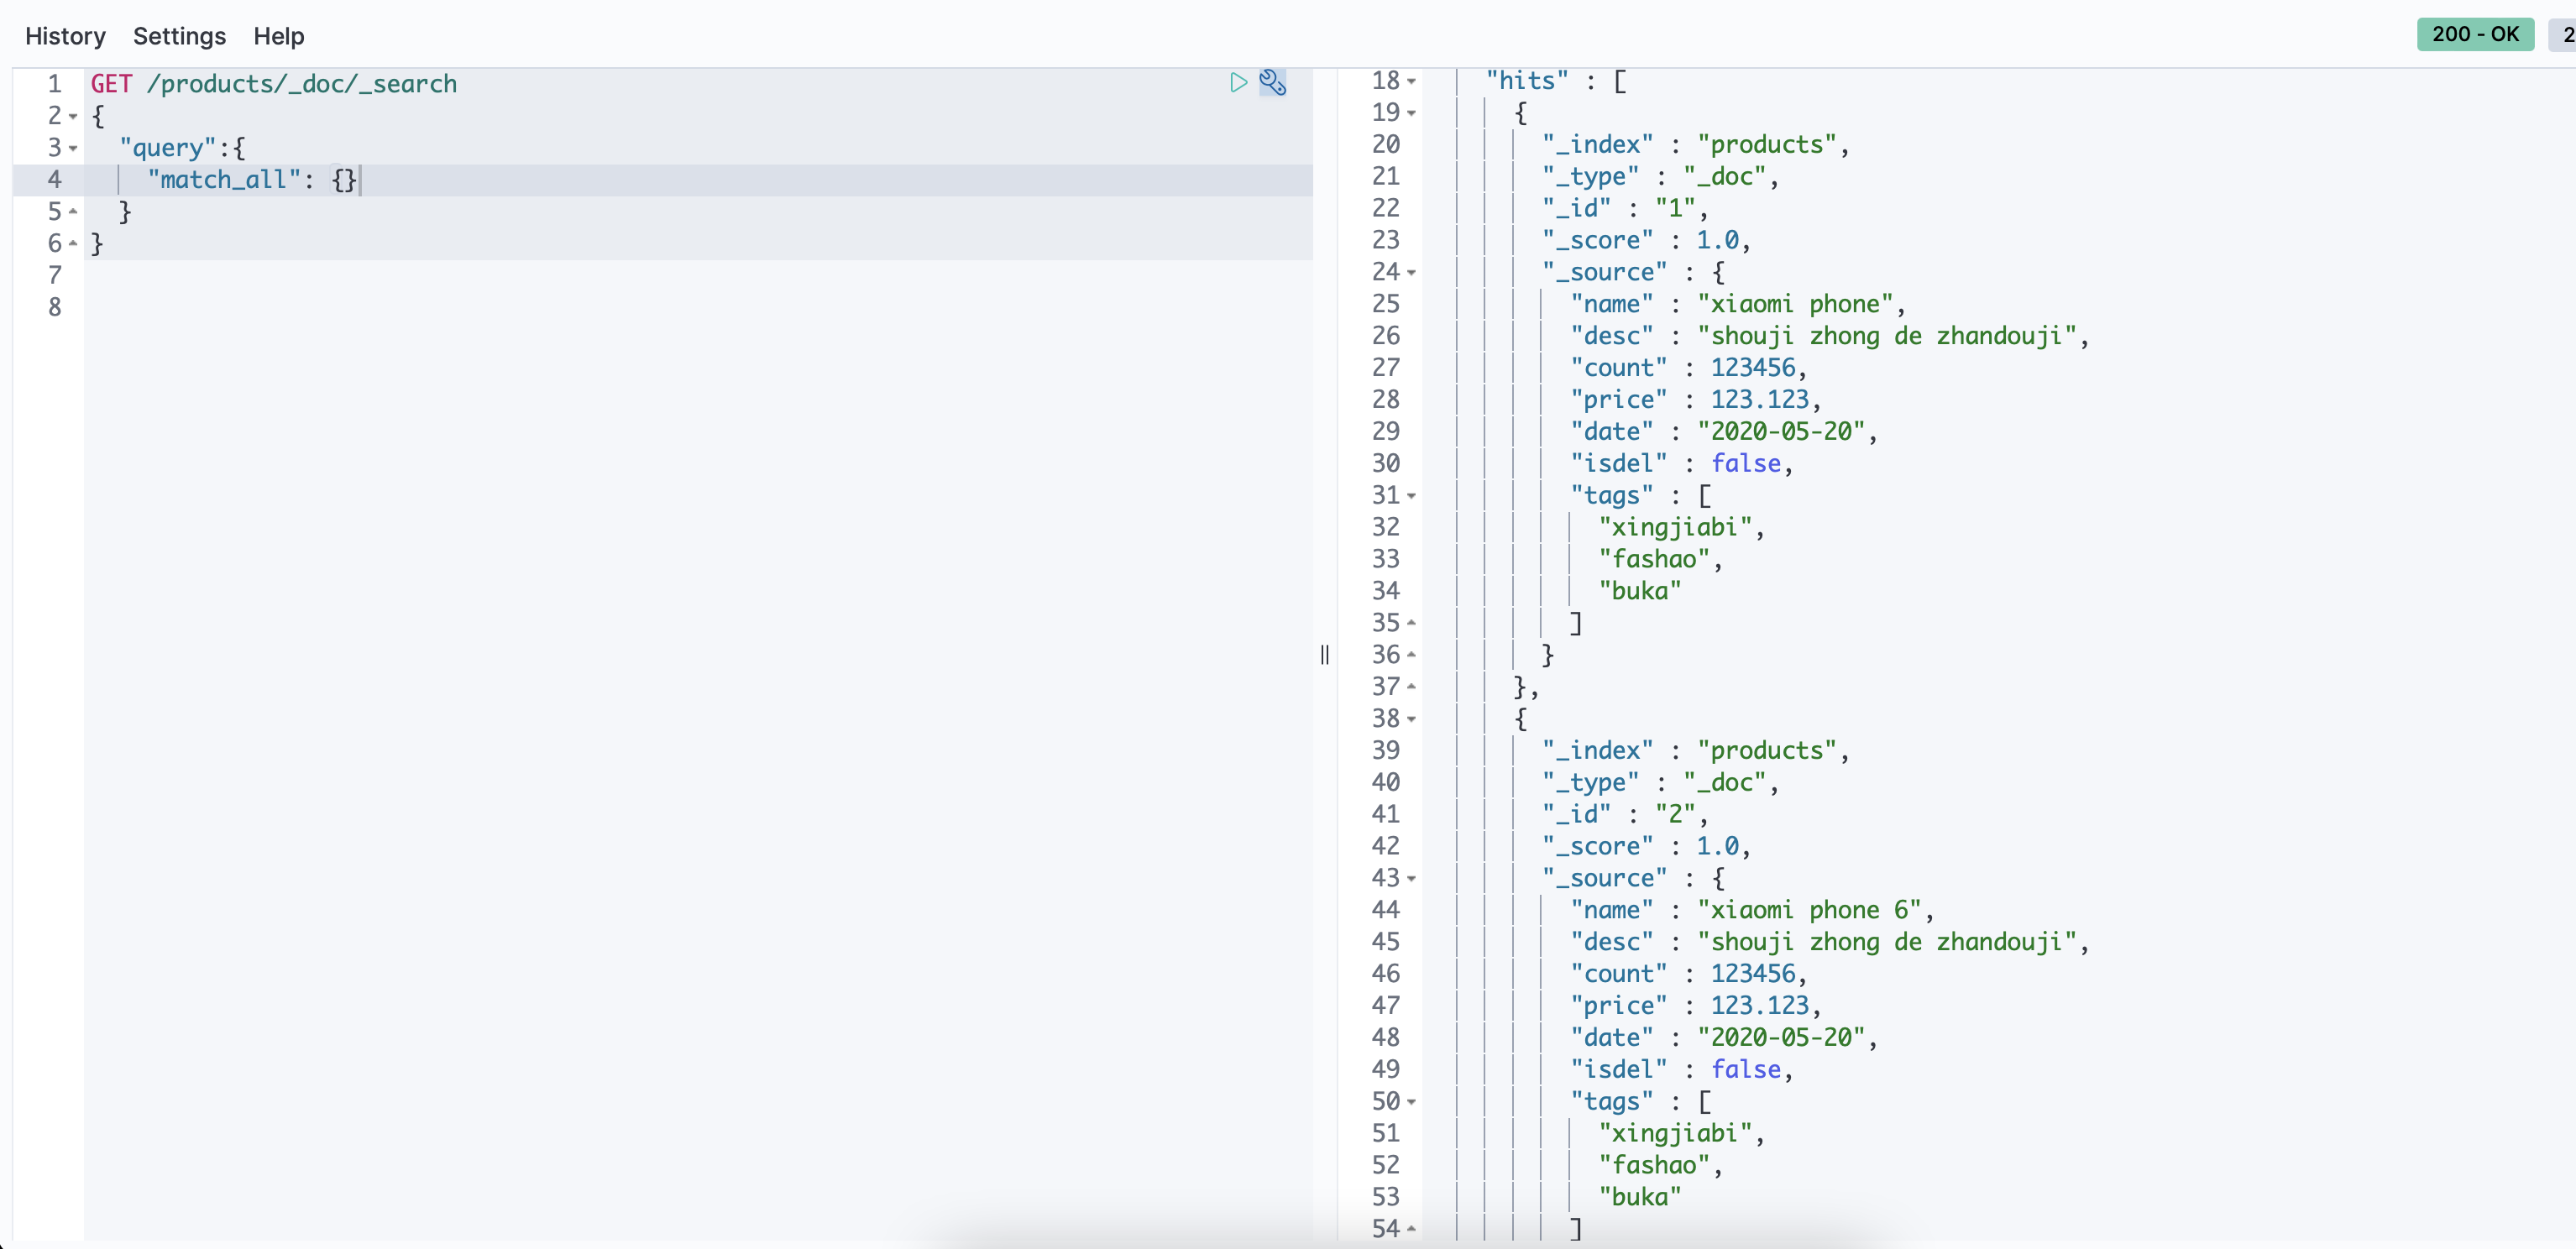 History Settings Help
200 - OK
1 GET /products/_doc/_search
2 {
3 "query":{
4 "match_all": {}
5 }
6 }
7
8
18 "hits" : [
19 {
20 "_index" : "products",
21 "_type" : "_doc",
22 "_id" : "1",
23 "_score" : 1.0,
24 "_source" : {
25 "name" : "xiaomi phone",
26 "desc" : "shouji zhong de zhandouji",
27 "count" : 123456,
28 "price" : 123.123,
29 "date" : "2020-05-20",
30 "isdel" : false,
31 "tags" : [
32 "xingjiabi",
33 "fashao",
34 "buka"
35 ]
36 }
37 },
38 {
39 "_index" : "products",
40 "_type" : "_doc",
41 "_id" : "2",
42 "_score" : 1.0,
43 "_source" : {
44 "name" : "xiaomi phone 6",
45 "desc" : "shouji zhong de zhandouji",
46 "count" : 123456,
47 "price" : 123.123,
48 "date" : "2020-05-20",
49 "isdel" : false,
50 "tags" : [
51 "xingjiabi",
52 "fashao",
53 "buka"
54 ]